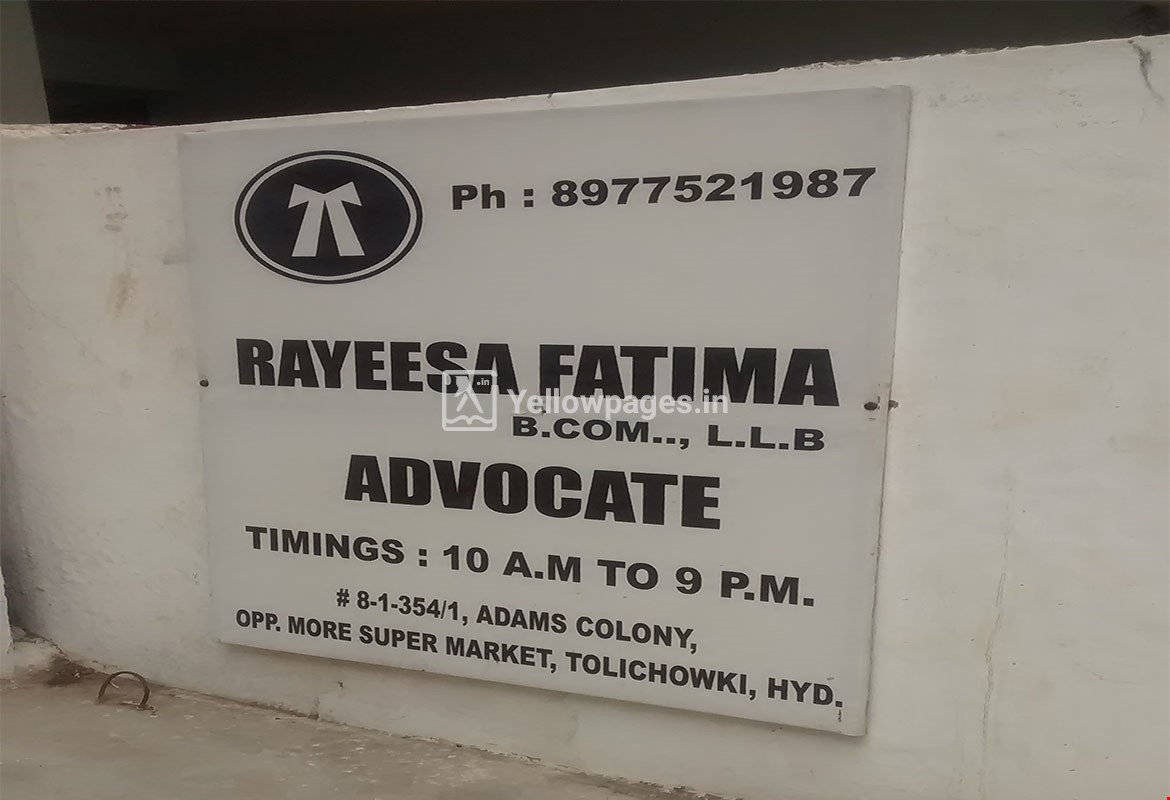 Ph : 8977521987
RAYEESA FATIMA
Yellowpages.in
B.COM.., L.L.B
ADVOCATE
TIMINGS : 10 A.M TO 9 P.M.
# 8-1-354/1, ADAMS COLONY,
OPP. MORE SUPER MARKET, TOLICHOWKI, HYD.